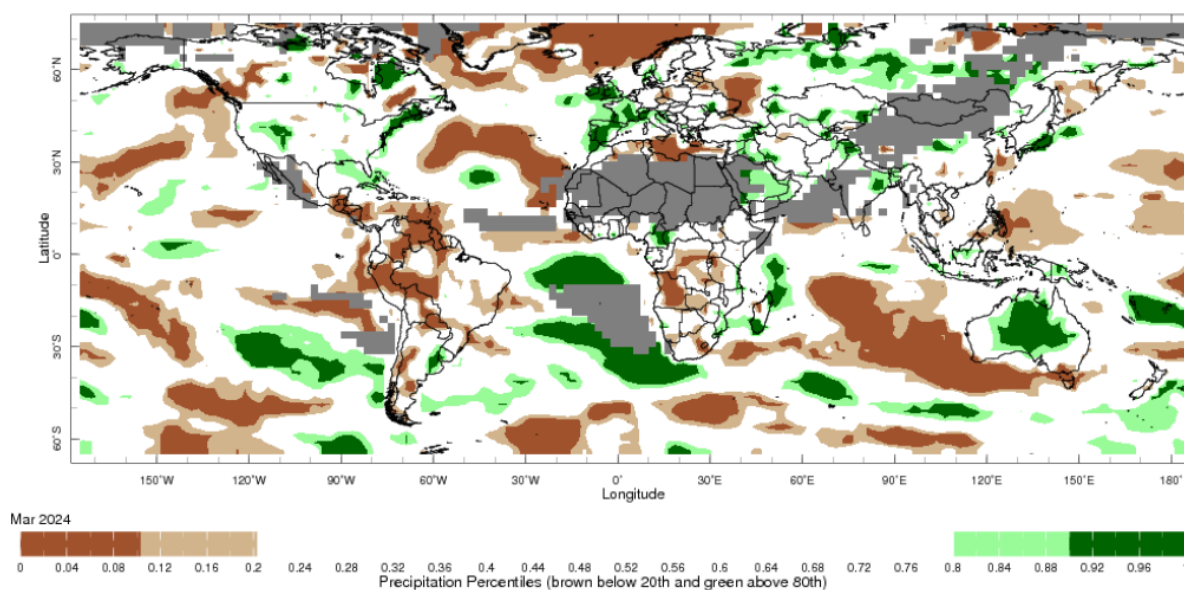 60°N
30°N
0°
30°S
60°S
Latitude
150°W 120°W 90°W 60°W 30°W 0° 30°E 60°E 90°E 120°E 150°E 180°
Longitude
Mar 2024
0 0.04 0.08 0.12 0.16 0.2 0.24 0.28 0.32 0.36 0.4 0.44 0.48 0.52 0.56 0.6 0.64 0.68 0.72 0.76 0.8 0.84 0.88 0.92 0.96
Precipitation Percentiles (brown below 20th and green above 80th)